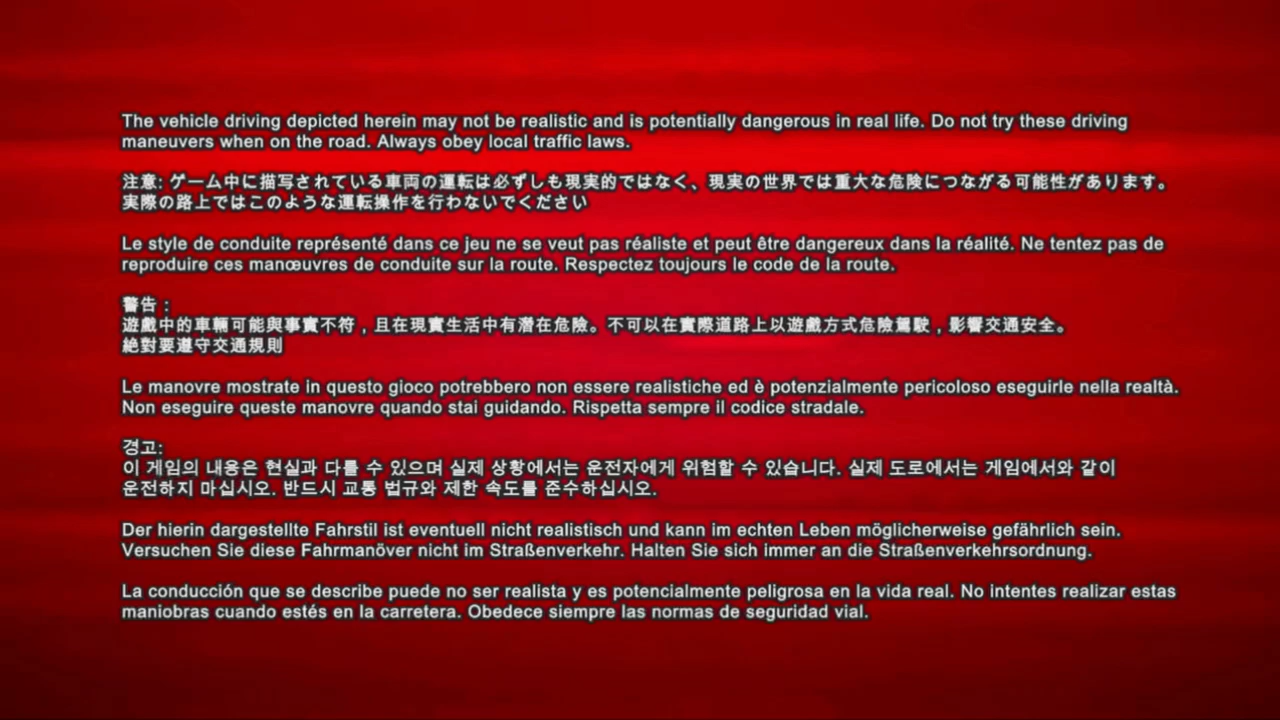 The vehicle driving depicted herein may not be realistic and is potentially dangerous in real life. Do not try these driving
maneuvers when on the road. Always obey local traffic laws.
注意: ゲーム中に描写されている車両の運転は必ずしも現実的ではなく、現実の世界では重大な危険につながる可能性があります。
実際の路上ではこのような運転操作を行わないでください
Le style de conduite représenté dans ce jeu ne se veut pas réaliste et peut être dangereux dans la réalité. Ne tentez pas de
reproduire ces manœuvres de conduite sur la route. Respectez toujours le code de la route.
警告：
遊戲中的車輛可能與事實不符，且在現實生活中有潛在危險。不可以在實際道路上以遊戲方式危險駕駛，影響交通安全。
絕對要遵守交通規則
Le manovre mostrate in questo gioco potrebbero non essere realistiche ed è potenzialmente pericoloso eseguirle nella realtà.
Non eseguire queste manovre quando stai guidando. Rispetta sempre il codice stradale.
경고:
이 게임의 내용은 현실과 다를 수 있으며 실제 상황에서는 운전자에게 위험할 수 있습니다. 실제 도로에서는 게임에서와 같이
운전하지 마십시오. 반드시 교통 법규와 제한 속도를 준수하십시오.
Der hierin dargestellte Fahrstil ist eventuell nicht realistisch und kann im echten Leben möglicherweise gefährlich sein.
Versuchen Sie diese Fahrmanöver nicht im Straßenverkehr. Halten Sie sich immer an die Straßenverkehrsordnung.
La conducción que se describe puede no ser realista y es potencialmente peligrosa en la vida real. No intentes realizar estas
maniobras cuando estés en la carretera. Obedece siempre las normas de seguridad vial.